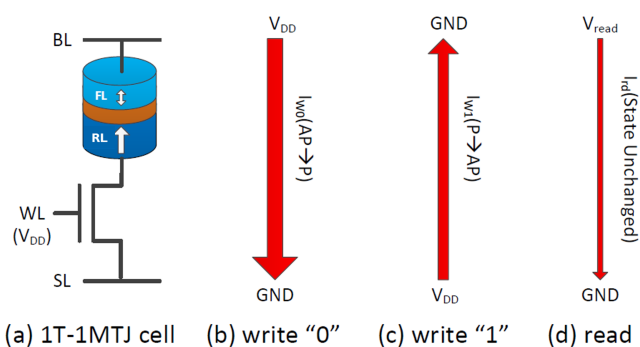 BL
FL
RL
WL
(VDD)
SL
(a) 1T-1MTJ cell
VDD
IW0(AP→P)
GND
(b) write “0”
GND
IW1(P→AP)
VDD
(c) write “1”
Vread
Ird(State Unchanged)
GND
(d) read